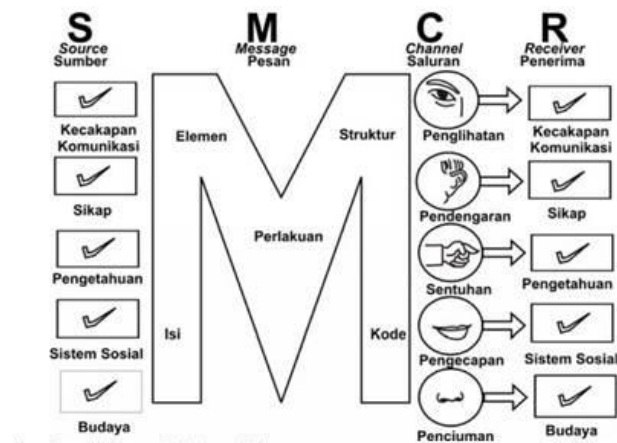 S M C R
Source Message Channel Receiver
Sumber Pesan Saluran Penerima
Elemen Struktur Penglihatan
Kecakapan
Komunikasi
Kecakapan
Komunikasi
Sikap Pendengaran Sikap
Perlakuan
Pengetahuan Sentuhan Pengetahuan
Isi Kode
Sistem Sosial Pengecapan Sistem Sosial
Budaya Penciuman Budaya